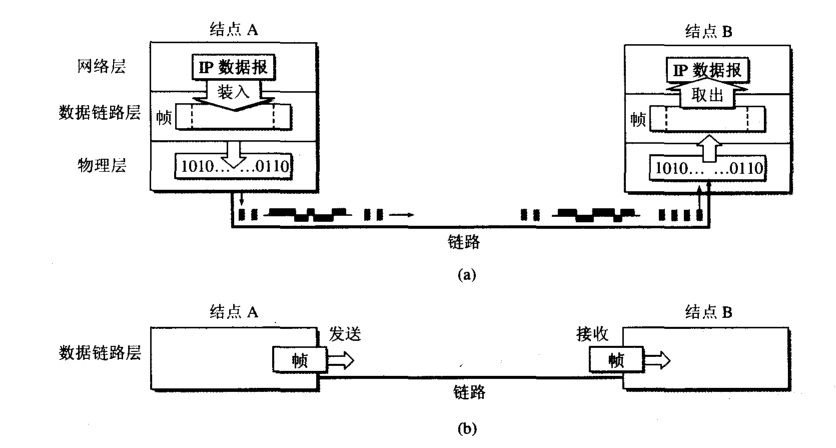 结点 A
结点 B
网络层
IP 数据报
IP 数据报
装入
取出
数据链路层
帧
帧
物理层
1010… …0110
1010… …0110
链路
(a)
结点 A
结点 B
数据链路层
帧
发送
接收
帧
链路
(b)